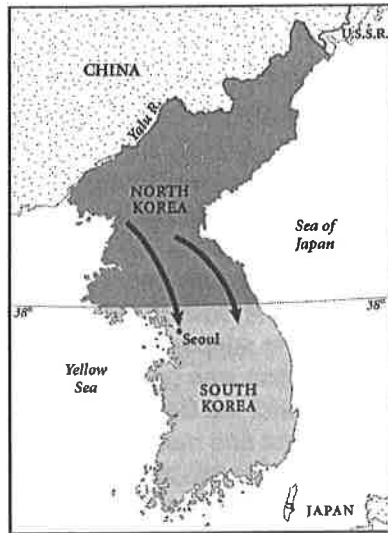 U.S.S.R.
CHINA
Yalu R.
NORTH
KOREA
Sea of
Japan
38°
38°
Seoul
Yellow
Sea
SOUTH
KOREA
JAPAN